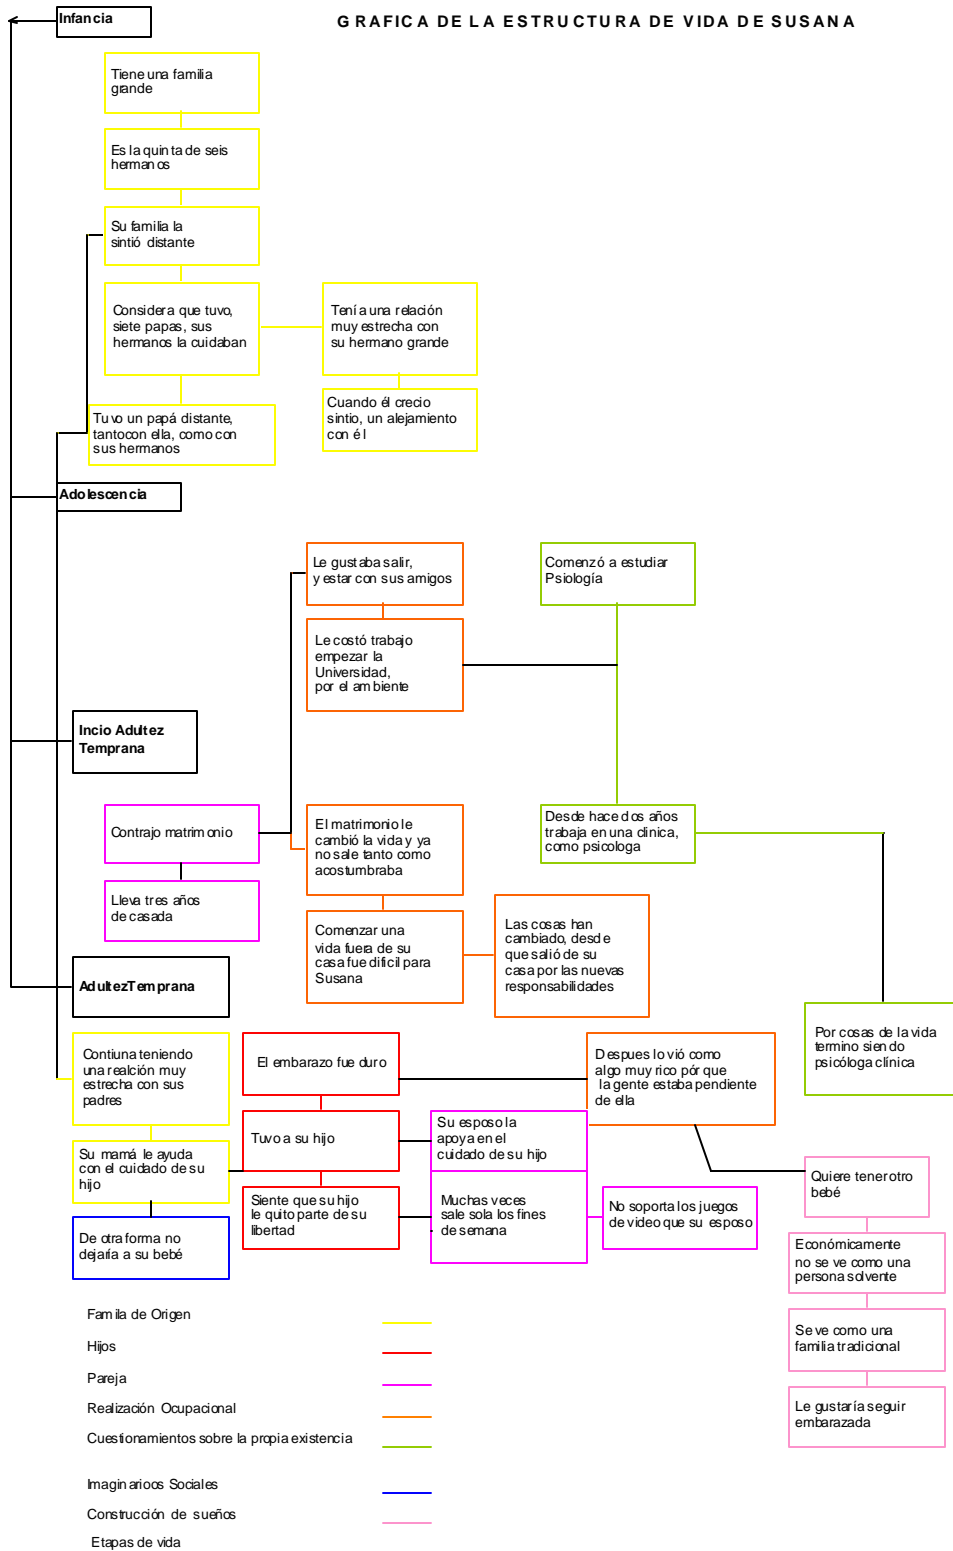 Infancia
GRAFICA DE LA ESTRUCTURA DE VIDA DE SUSANA
Tiene una familia
grande
Es la quinta de seis
hermanos
Su familia la
sintió distante
Considera que tuvo,
siete papas, sus
hermanos la cuidaban
Tenía una relación
muy estrecha con
su hermano grande
Cuando él crecio
sintio, un alejamiento
con él
Tuvo un papá distante,
tantocon ella, como con
sus hermanos
Adolescencia
Le gustaba salir,
y estar con sus amigos
Comenzó a estudiar
Psiología
Le costó trabajo
empezar la
Universidad,
por el ambiente
Incio Adultez
Temprana
Contrajo matrimonio
El matrimonio le
cambió la vida y ya
no sale tanto como
acostumbraba
Desde hace dos años
trabaja en una clinica,
como psicologa
Lleva tres años
de casada
Comenzar una
vida fuera de su
casa fue dificil para
Susana
Las cosas han
cambiado, desde
que salió de su
casa por las nuevas
responsabilidades
AdultezTemprana
Por cosas de la vida
termino siendo
psicóloga clínica
Contiuna teniendo
una realción muy
estrecha con sus
padres
El embarazo fue duro
Despues lo vió como
algo muy rico pór que
la gente estaba pendiente
de ella
Su mamá le ayuda
con el cuidado de su
hijo
Tuvo a su hijo
Su esposo la
apoya en el
cuidado de su hijo
Quiere tener otro
bebé
De otra forma no
dejaría a su bebé
Siente que su hijo
le quito parte de su
libertad
Muchas veces
sale sola los fines
de semana
No soporta los juegos
de video que su esposo
Económicamente
no se ve como una
persona solvente
Se ve como una
familia tradicional
Le gustaría seguir
embarazada
Famila de Origen
Hijos
Pareja
Realización Ocupacional
Cuestionamientos sobre la propia existencia
Imaginarioos Sociales
Construcción de sueños
Etapas de vida